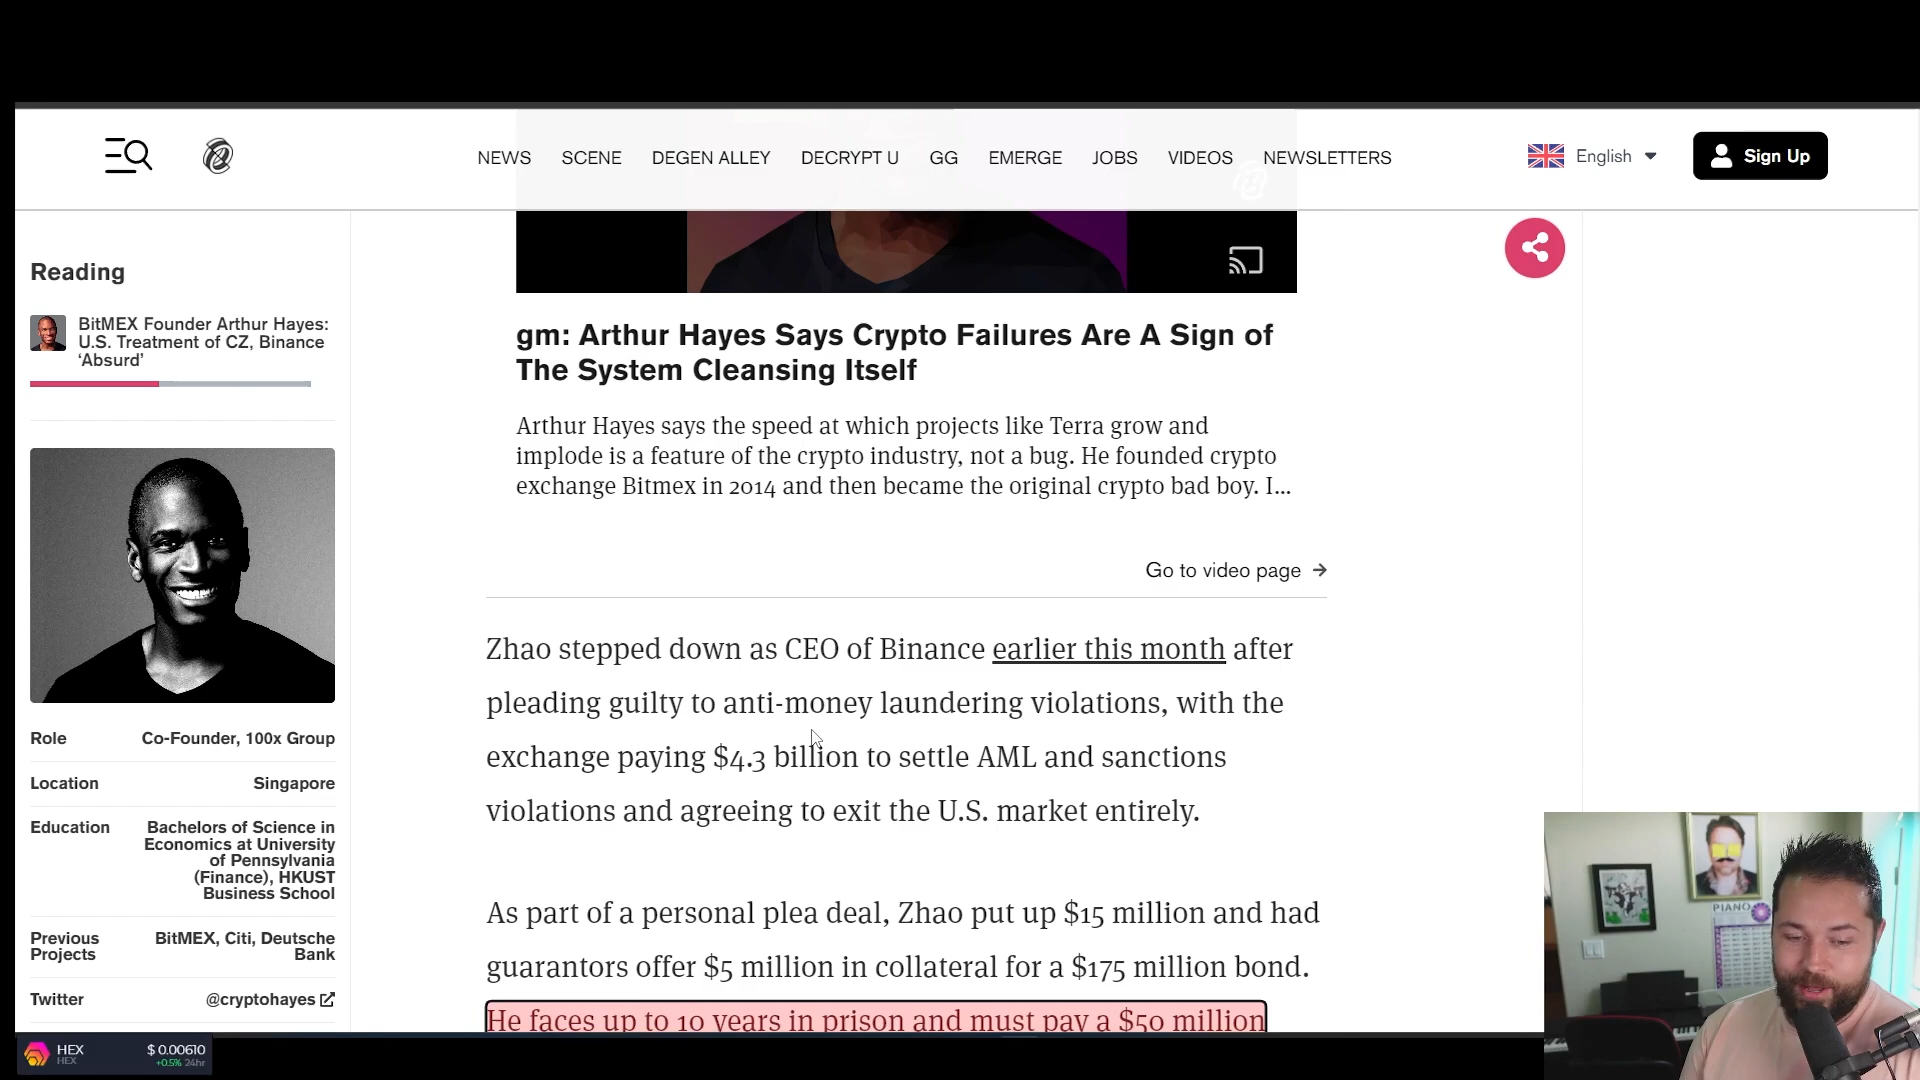 NEWS SCENE DEGEN ALLEY DECRYPT U GG EMERGE JOBS VIDEOS NEWSLETTERS
English
Sign Up
Reading
BitMEX Founder Arthur Hayes:
U.S. Treatment of CZ, Binance
‘Absurd’
Role Co-Founder, 100x Group
Location Singapore
Education Bachelors of Science in
Economics at University
of Pennsylvania
(Finance), HKUST
Business School
Previous BitMEX, Citi, Deutsche
Projects Bank
Twitter @cryptohayes
gm: Arthur Hayes Says Crypto Failures Are A Sign of
The System Cleansing Itself
Arthur Hayes says the speed at which projects like Terra grow and
implode is a feature of the crypto industry, not a bug. He founded crypto
exchange Bitmex in 2014 and then became the original crypto bad boy. I...
Go to video page
Zhao stepped down as CEO of Binance earlier this month after
pleading guilty to anti-money laundering violations, with the
exchange paying $4.3 billion to settle AML and sanctions
violations and agreeing to exit the U.S. market entirely.
As part of a personal plea deal, Zhao put up $15 million and had
guarantors offer $5 million in collateral for a $175 million bond.
He faces up to 10 years in prison and must pay a $50 million
PIANO
HEX $ 0.00610
HEX +0.5% 24hr